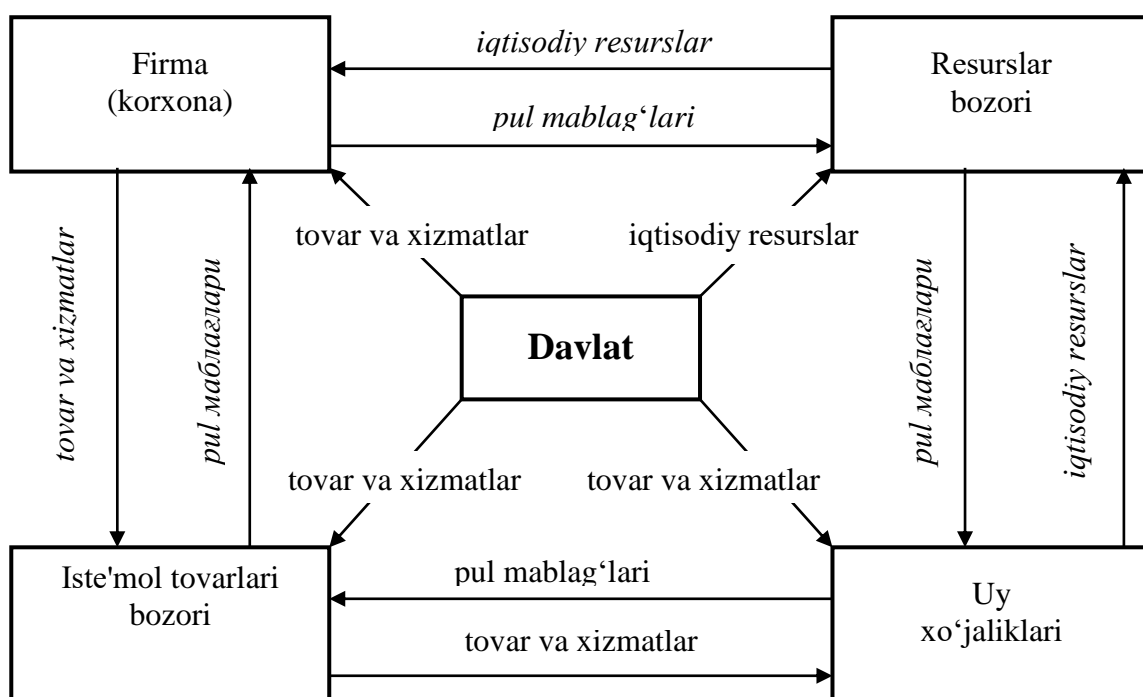 Firma
(korxona)
iqtisodiy resurslar
pul mablag‘lari
Resurslar
bozori
tovar va xizmatlar
iqtisodiy resurslar
tovar va xizmatlar
pul маблағлари
Davlat
pul маблағлари
iqtisodiy resurslar
tovar va xizmatlar
tovar va xizmatlar
Iste'mol tovarlari
bozori
pul mablag‘lari
tovar va xizmatlar
Uy
xo‘jaliklari